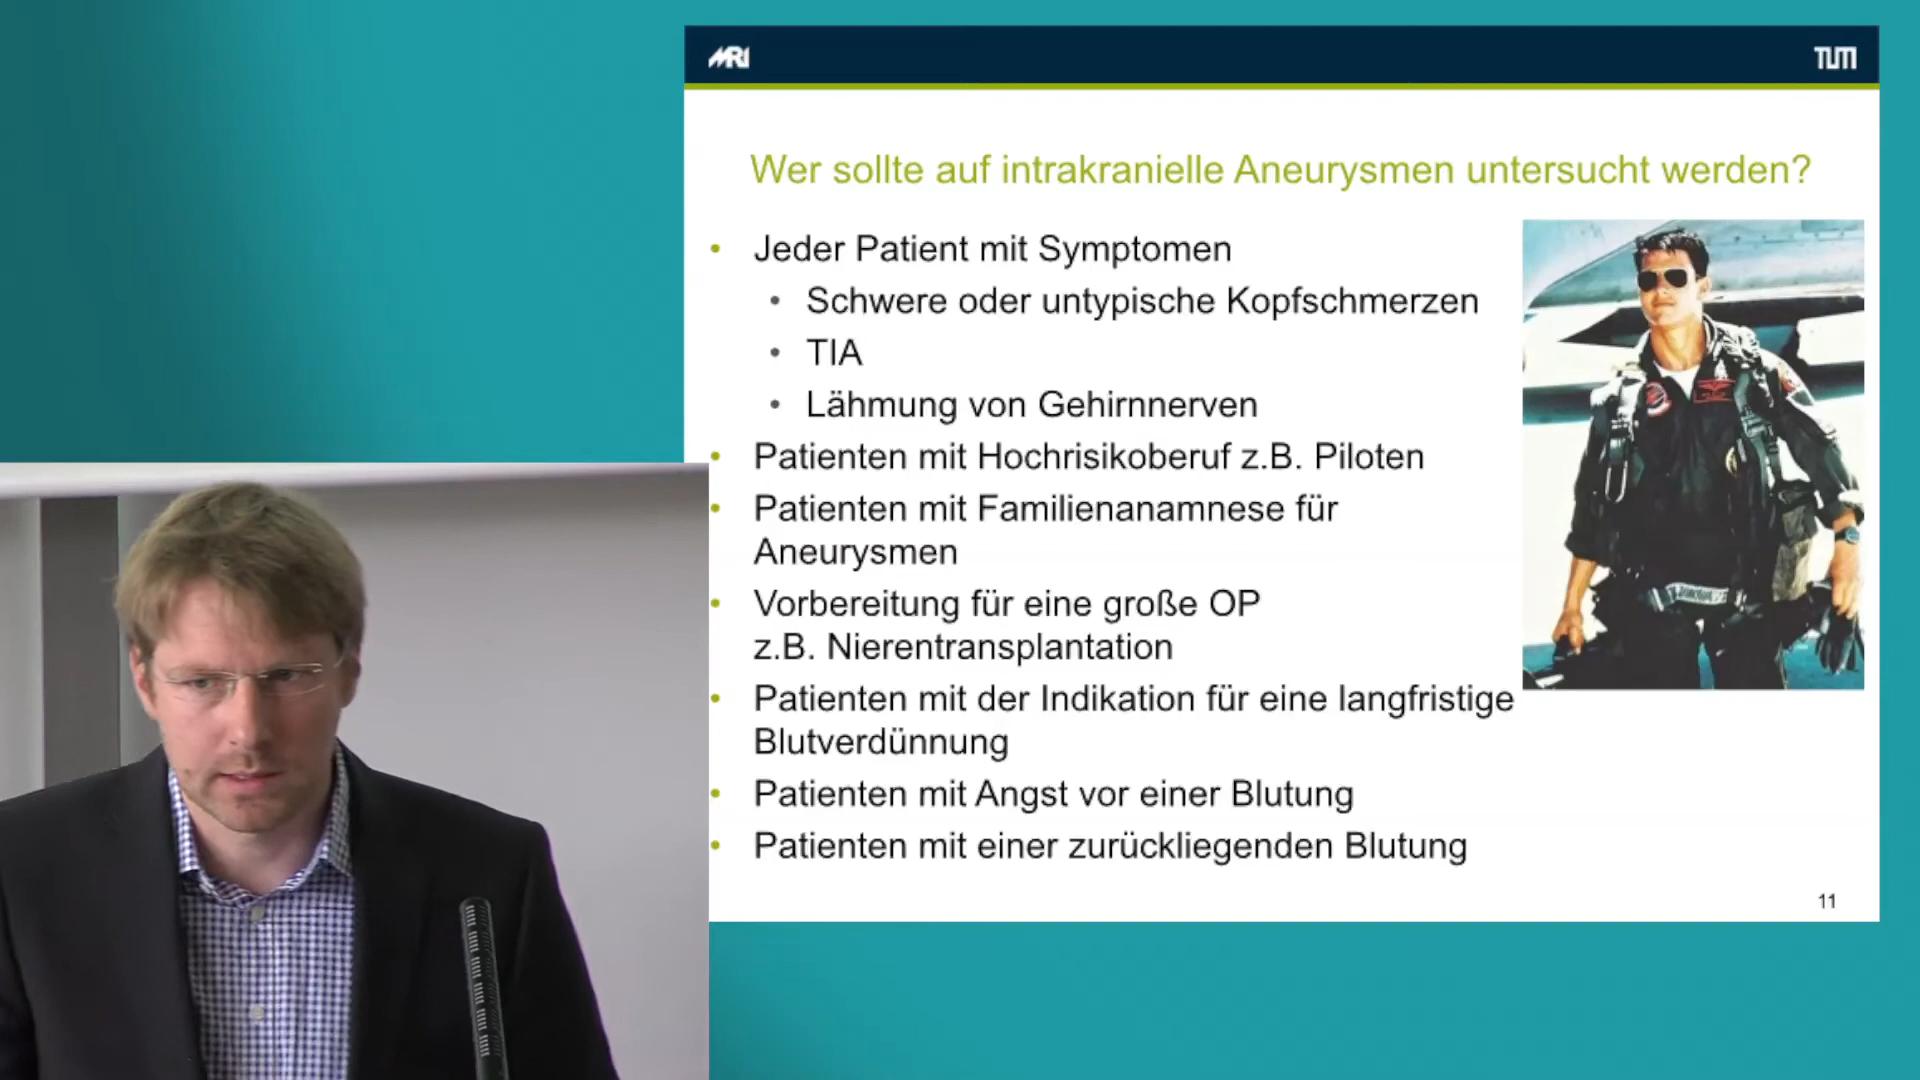 MRI
TUM
Wer sollte auf intrakranielle Aneurysmen untersucht werden?
• Jeder Patient mit Symptomen
• Schwere oder untypische Kopfschmerzen
• TIA
• Lähmung von Gehirnnerven
• Patienten mit Hochrisikoberuf z.B. Piloten
• Patienten mit Familienanamnese für
Aneurysmen
• Vorbereitung für eine große OP
z.B. Nierentransplantation
• Patienten mit der Indikation für eine langfristige
Blutverdünnung
• Patienten mit Angst vor einer Blutung
• Patienten mit einer zurückliegenden Blutung
11